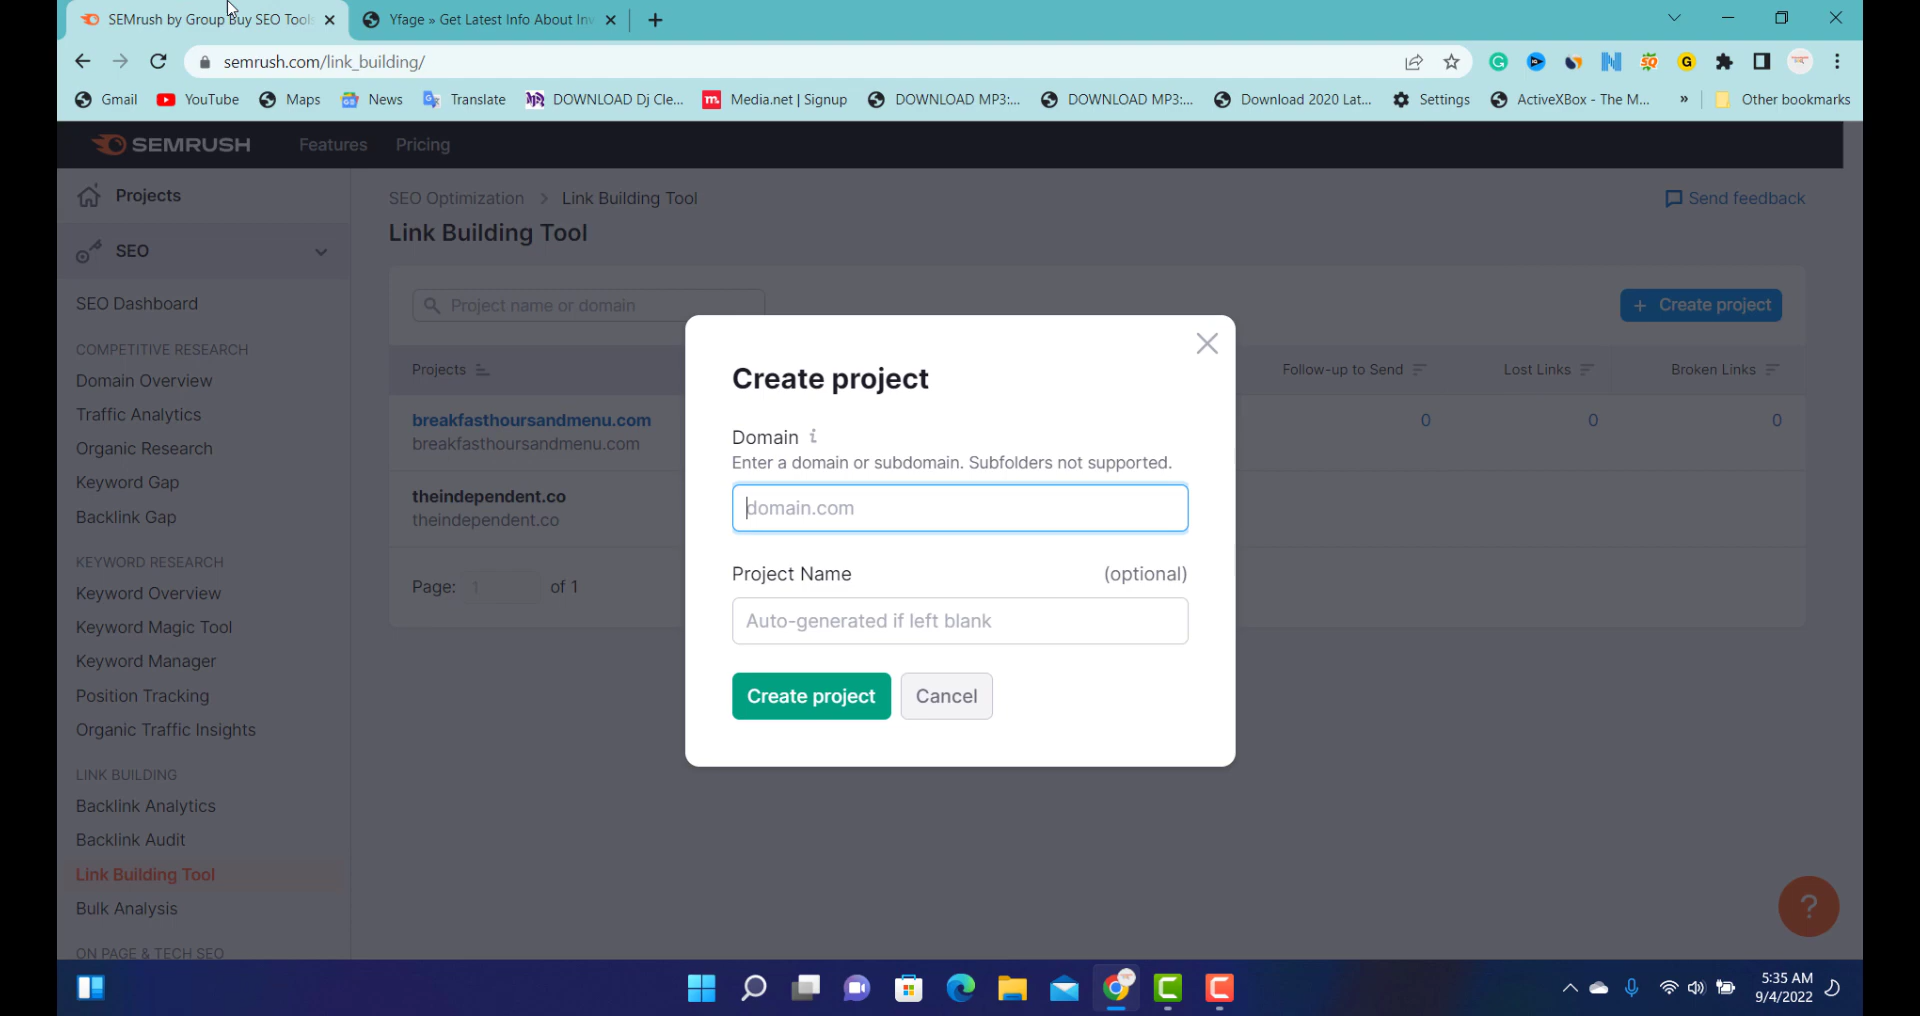 SEMrush by Group Buy SEO Tools
Yfage » Get Latest Info About Inv
semrush.com/link_building/
Gmail
YouTube
Maps
News
Translate
DOWNLOAD Dj Cle...
Media.net | Signup
DOWNLOAD MP3:...
DOWNLOAD MP3:...
Download 2020 Lat...
Settings
ActiveXBox - The M...
»
Other bookmarks
SEMRUSH
Features
Pricing
Projects
SEO
SEO Dashboard
COMPETITIVE RESEARCH
Domain Overview
Traffic Analytics
Organic Research
Keyword Gap
Backlink Gap
KEYWORD RESEARCH
Keyword Overview
Keyword Magic Tool
Keyword Manager
Position Tracking
Organic Traffic Insights
LINK BUILDING
Backlink Analytics
Backlink Audit
Link Building Tool
Bulk Analysis
ON PAGE & TECH SEO
SEO Optimization > Link Building Tool
Send feedback
Link Building Tool
Project name or domain
+ Create project
Projects
Follow-up to Send
Lost Links
Broken Links
breakfasthoursandmenu.com
breakfasthoursandmenu.com
0
0
0
theindependent.co
theindependent.co
Page: 1 of 1
Create project
Domain i
Enter a domain or subdomain. Subfolders not supported.
domain.com
Project Name
(optional)
Auto-generated if left blank
Create project
Cancel
?
5:35 AM
9/4/2022